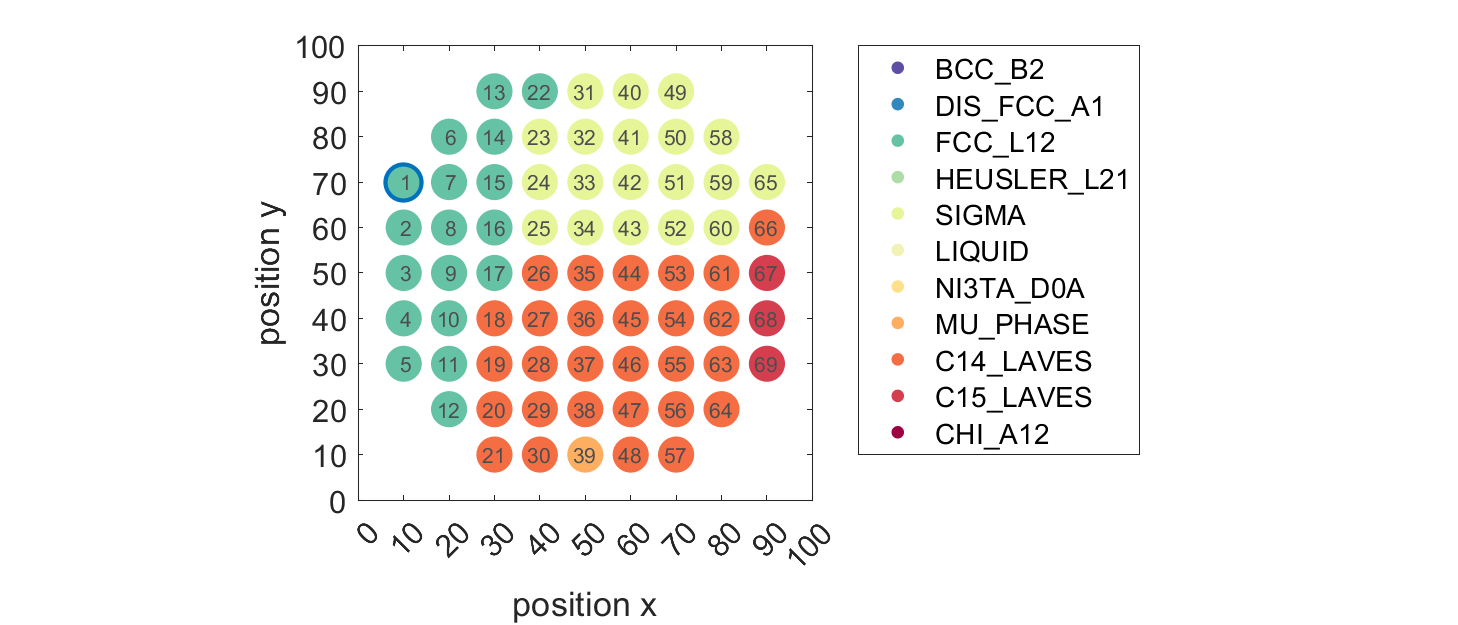 100
90 13 22 31 40 49
80 6 14 23 32 41 50 58
70 1 7 15 24 33 42 51 59 65
60 2 8 16 25 34 43 52 60 66
50 3 9 17 26 35 44 53 61 67
40 4 10 18 27 36 45 54 62 68
30 5 11 19 28 37 46 55 63 69
20 12 20 29 38 47 56 64
10 21 30 39 48 57
0
0 10 20 30 40 50 60 70 80 90 100
position x
position y
BCC_B2
DIS_FCC_A1
FCC_L12
HEUSLER_L21
SIGMA
LIQUID
NI3TA_D0A
MU_PHASE
C14_LAVES
C15_LAVES
CHI_A12